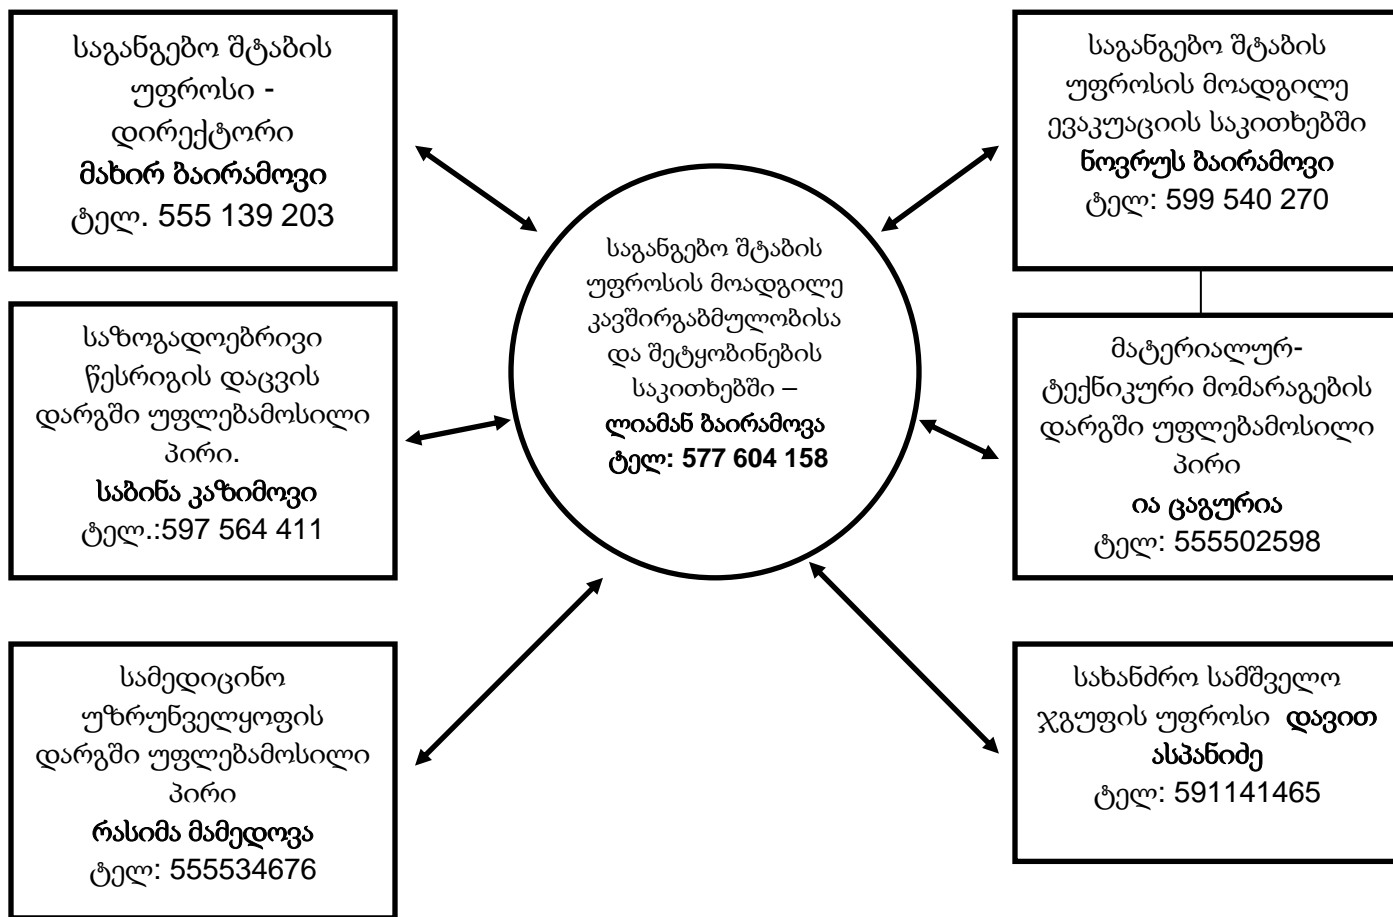 საგანგებო შტაბის
უფროსი -
დირექტორი
მახირ ბაირამოვი
ტელ. 555 139 203
საზოგადოებრივი
წესრიგის დაცვის
დარგში უფლებამოსილი
პირი.
საბინა კაზიმოვი
ტელ.:597 564 411
სამედიცინო
უზრუნველყოფის
დარგში უფლებამოსილი
პირი
რასიმა მამედოვა
ტელ: 555534676
საგანგებო შტაბის
უფროსის მოადგილე
კავშირგაბმულობისა
და შეტყობინების
საკითხებში –
ლიამან ბაირამოვა
ტელ: 577 604 158
საგანგებო შტაბის
უფროსის მოადგილე
ევაკუაციის საკითხებში
ნოვრუს ბაირამოვი
ტელ: 599 540 270
მატერიალურ-
ტექნიკური მომარაგების
დარგში უფლებამოსილი
პირი
ია ცაგურია
ტელ: 555502598
სახანძრო სამშველო
ჯგუფის უფროსი დავით
ასპანიძე
ტელ: 591141465